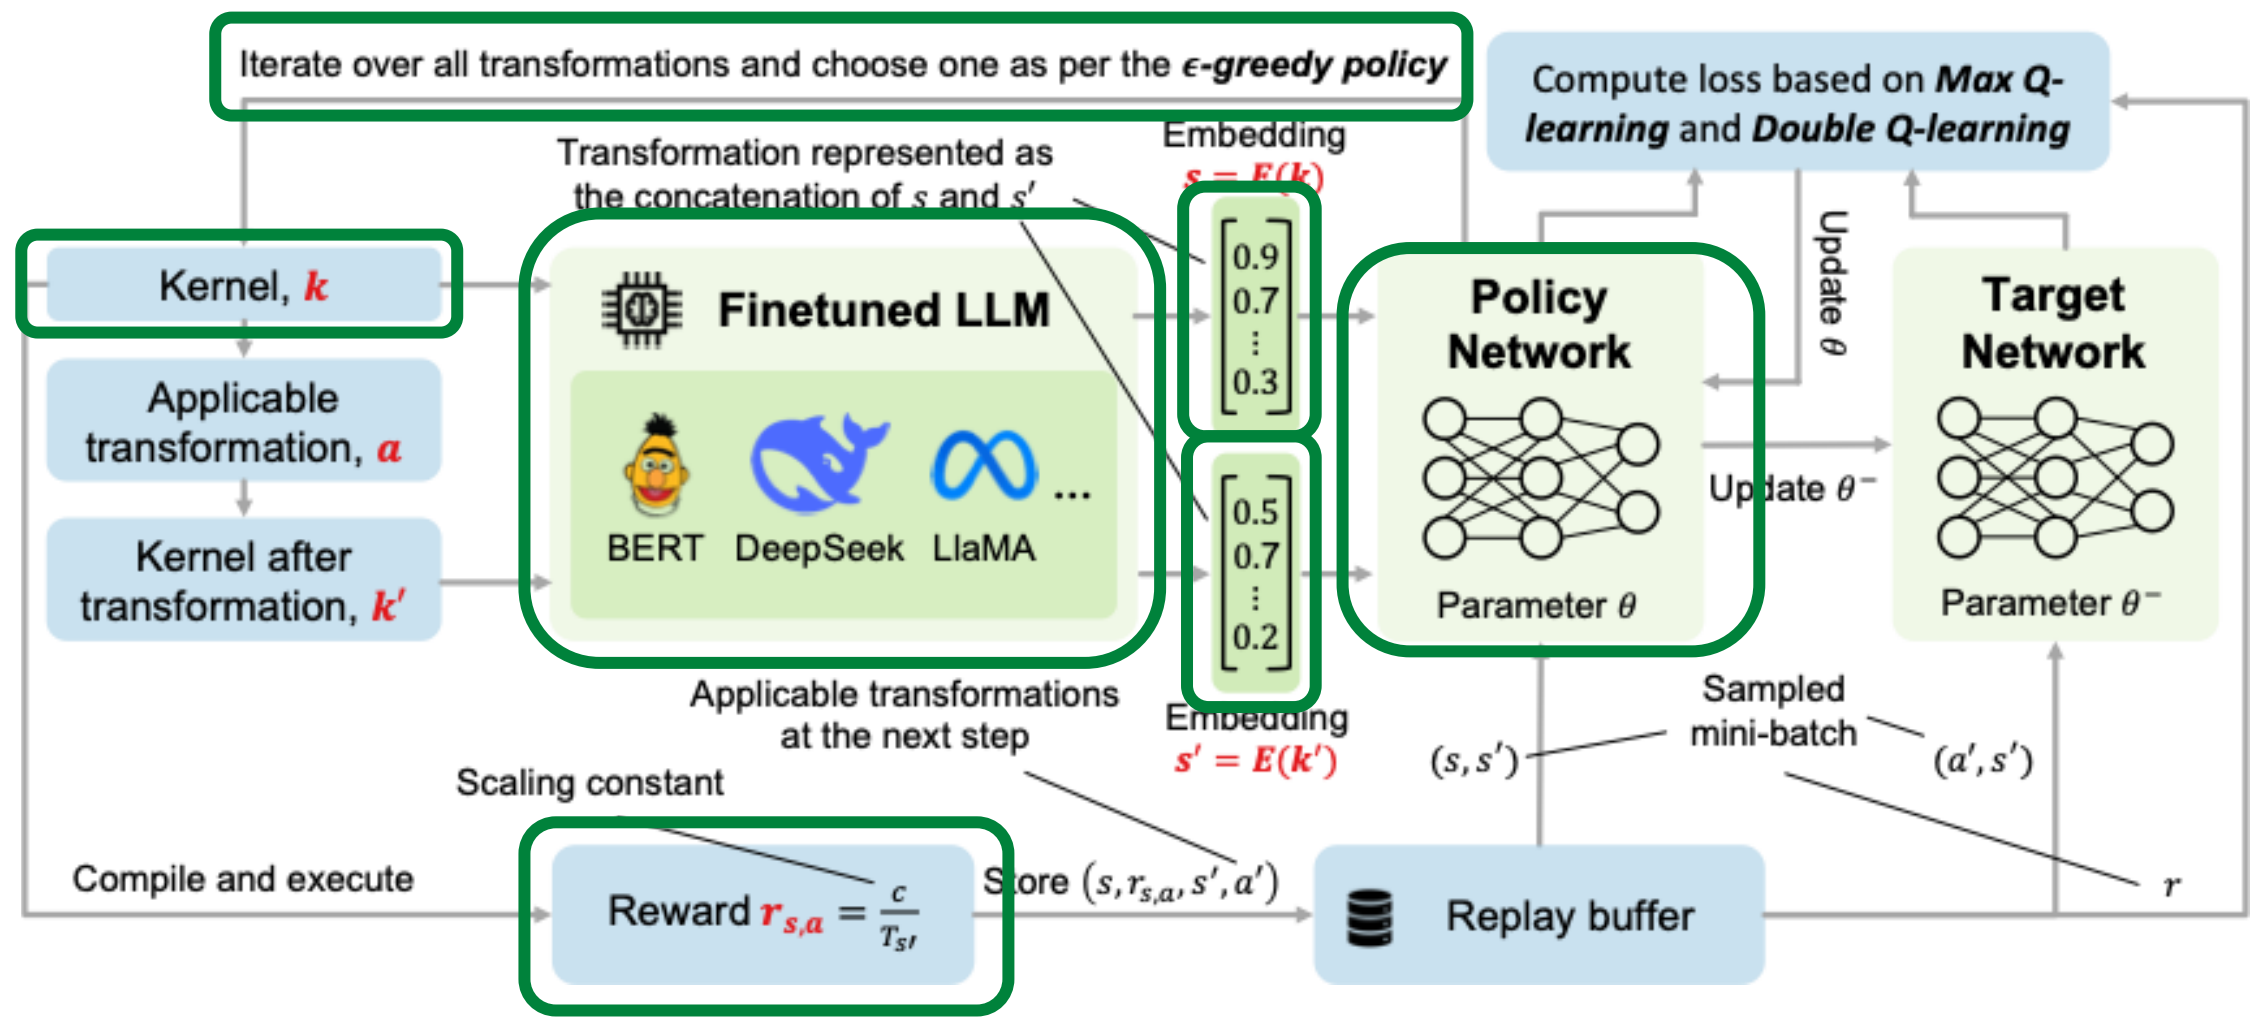 Iterate over all transformations and choose one as per the ϵ-greedy policy
Compute loss based on Max Q-
learning and Double Q-learning
Transformation represented as
the concatenation of s and s′
Embedding
s = E(k)
Kernel, k
Applicable
transformation, a
Kernel after
transformation, k′
Finetuned LLM
BERT
DeepSeek
LlaMA
...
0.9
0.7
⋮
0.3
0.5
0.7
⋮
0.2
Embedding
s′ = E(k′)
Policy
Network
Parameter θ
Update θ
Update θ⁻
Target
Network
Parameter θ⁻
Applicable transformations
at the next step
Sampled
mini-batch
(s, s′)
(a′, s′)
r
Scaling constant
Compile and execute
Reward r_{s,a} = c / T_{s′}
Store (s, r_{s,a}, s′, a′)
Replay buffer